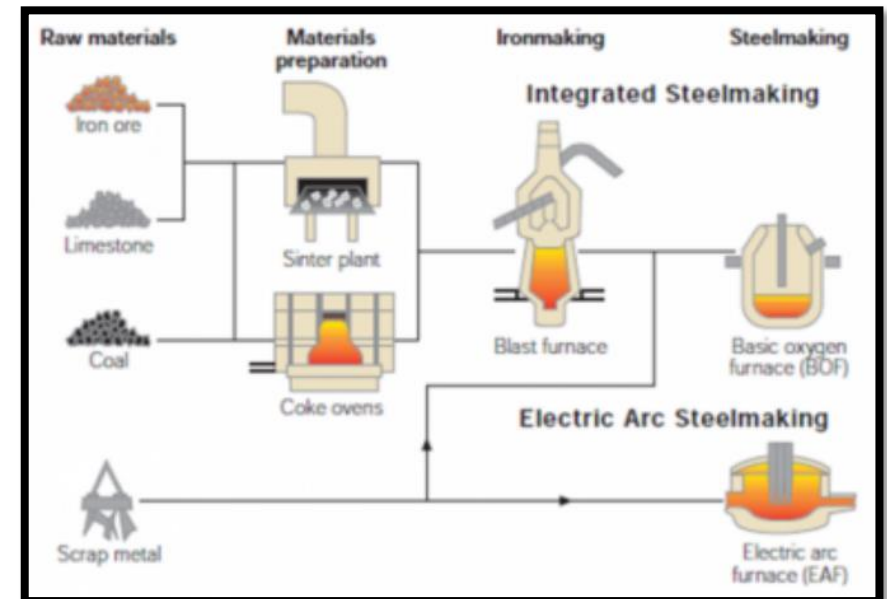 Raw materials
Materials
preparation
Ironmaking
Steelmaking
Integrated Steelmaking
Iron ore
Limestone
Sinter plant
Coal
Coke ovens
Blast furnace
Basic oxygen
furnace (BOF)
Electric Arc Steelmaking
Scrap metal
Electric arc
furnace (EAF)